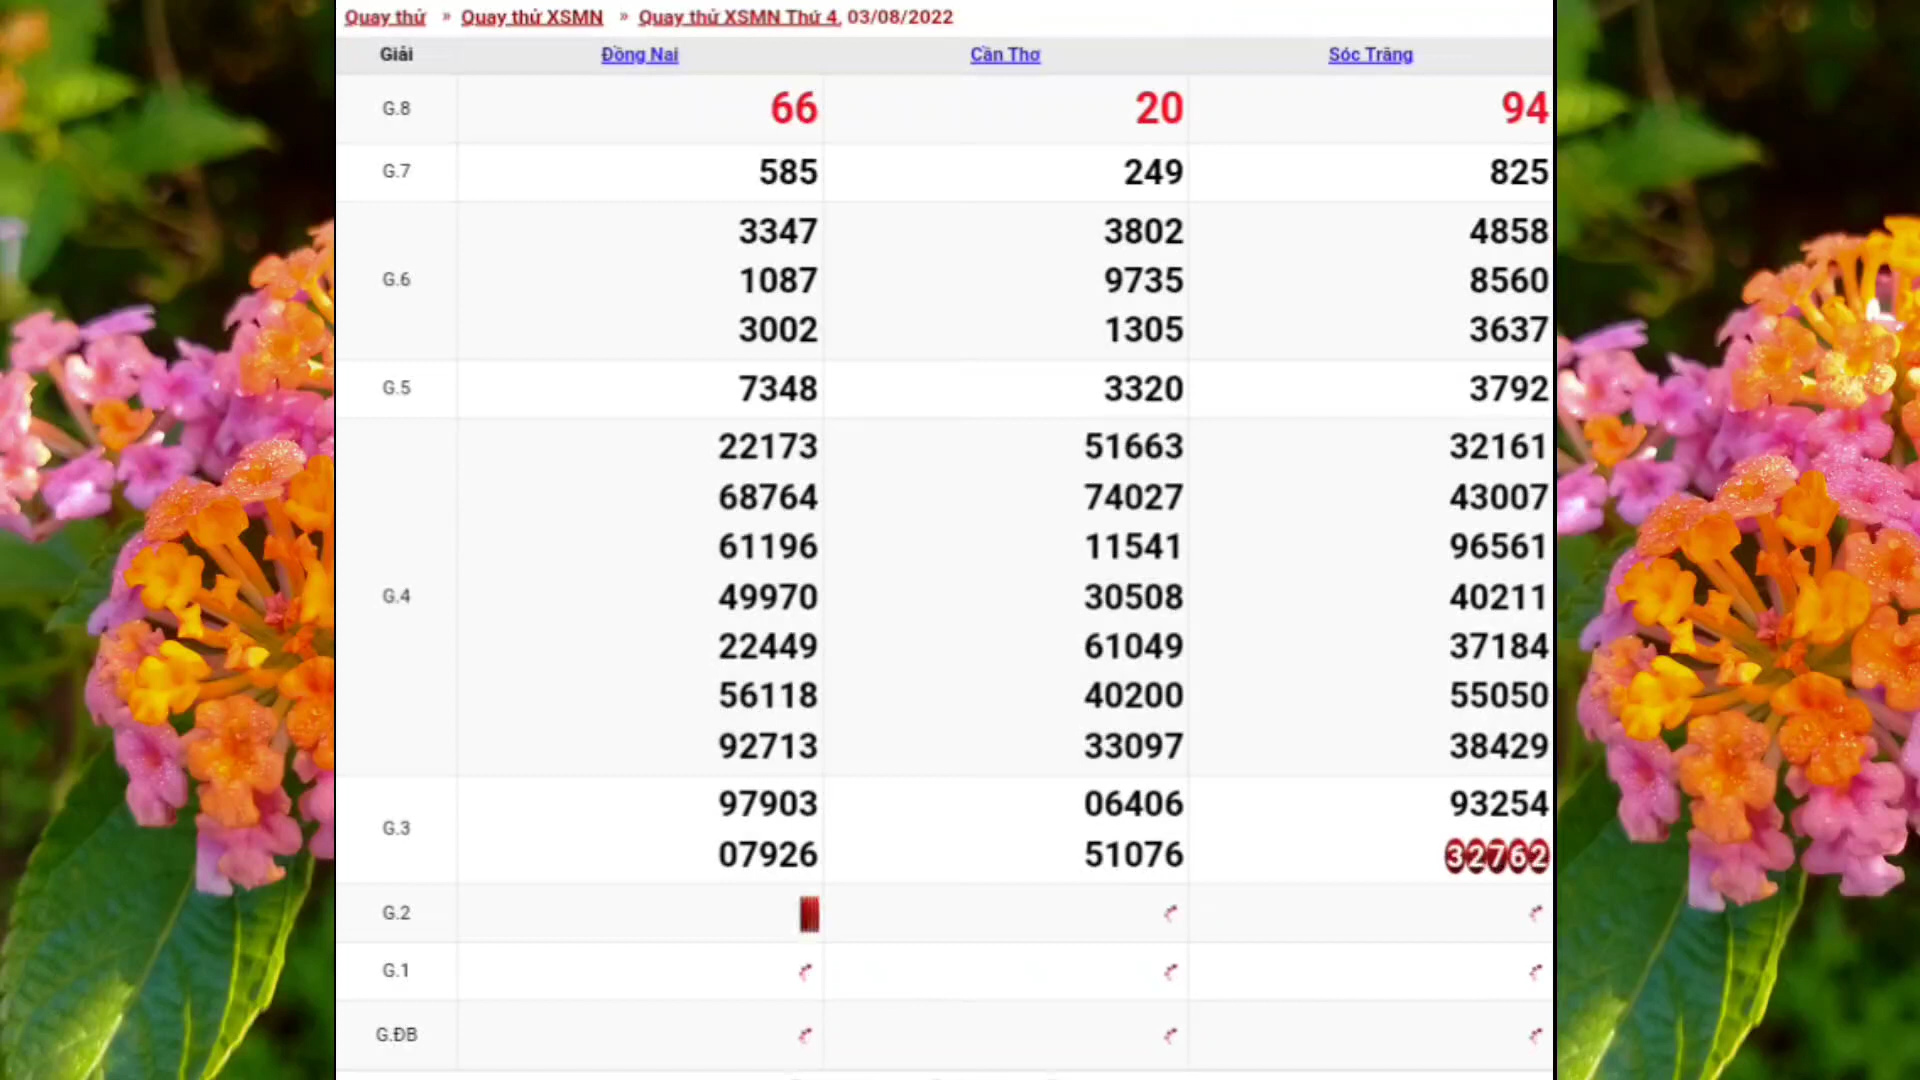 Quay thử » Quay thử XSMN » Quay thử XSMN Thứ 4, 03/08/2022
Giải Đồng Nai Cần Thơ Sóc Trăng
G.8 66 20 94
G.7 585 249 825
3347 3802 4858
G.6 1087 9735 8560
3002 1305 3637
G.5 7348 3320 3792
22173 51663 32161
68764 74027 43007
61196 11541 96561
G.4 49970 30508 40211
22449 61049 37184
56118 40200 55050
92713 33097 38429
G.3 97903 06406 93254
07926 51076 32762
G.2
G.1
G.ĐB